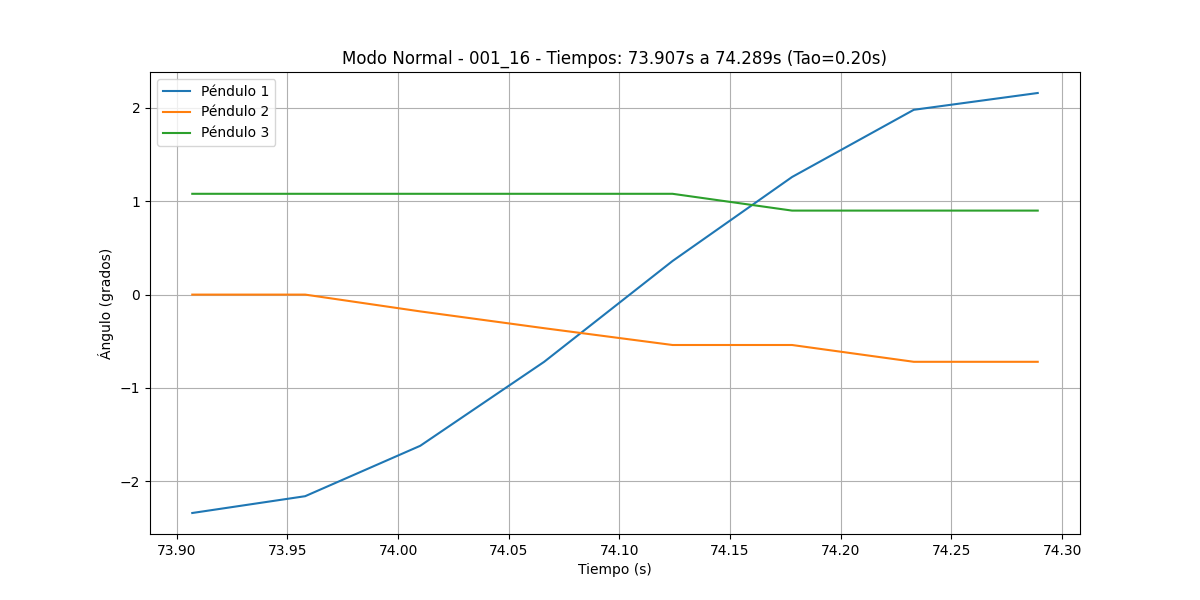 Modo Normal - 001_16 - Tiempos: 73.907s a 74.289s (Tao=0.20s)
Péndulo 1
Péndulo 2
Péndulo 3
Ángulo (grados)
2
1
0
−1
−2
73.90 73.95 74.00 74.05 74.10 74.15 74.20 74.25 74.30
Tiempo (s)